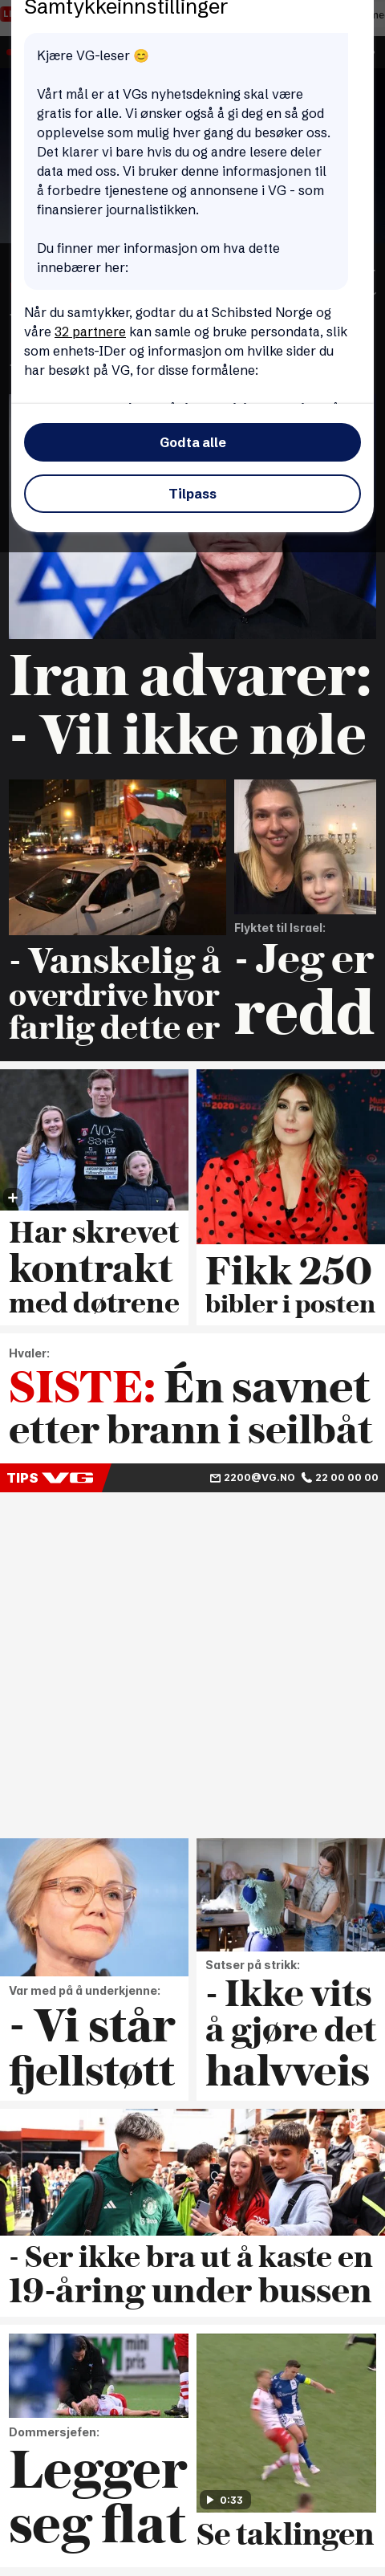 Samtykkeinnstillinger
Kjære VG-leser 😊
Vårt mål er at VGs nyhetsdekning skal være
gratis for alle. Vi ønsker også å gi deg en så god
opplevelse som mulig hver gang du besøker oss.
Det klarer vi bare hvis du og andre lesere deler
data med oss. Vi bruker denne informasjonen til
å forbedre tjenestene og annonsene i VG - som
finansierer journalistikken.
Du finner mer informasjon om hva dette
innebærer her:
Når du samtykker, godtar du at Schibsted Norge og
våre 32 partnere kan samle og bruke persondata, slik
som enhets-IDer og informasjon om hvilke sider du
har besøkt på VG, for disse formålene:
Godta alle
Tilpass
Iran advarer:
- Vil ikke nøle
- Vanskelig å
overdrive hvor
farlig dette er
Flyktet til Israel:
- Jeg er
redd
Har skrevet
kontrakt
med døtrene
Fikk 250
bibler i posten
Hvaler:
SISTE: Én savnet
etter brann i seilbåt
TIPS VG 2200@VG.NO 22 00 00 00
Var med på å underkjenne:
- Vi står
fjellstøtt
Satser på strikk:
- Ikke vits
å gjøre det
halvveis
- Ser ikke bra ut å kaste en
19-åring under bussen
Dommersjefen:
Legger
seg flat
0:33
Se taklingen